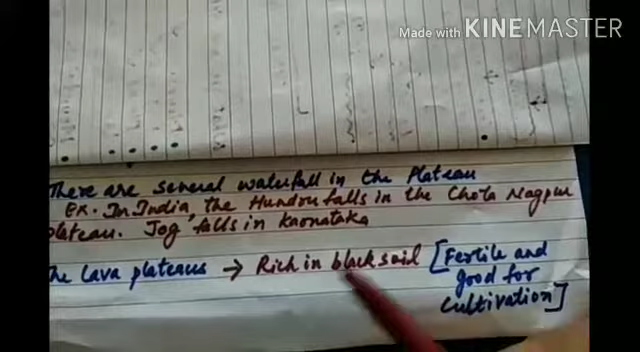 Made with KINEMASTER
There are several waterfall in the Plateau
Ex. In India, the Hundru falls in the Chota Nagpur
plateau. Jog falls in Karnataka
The Lava plateaus → Rich in black soil [Fertile and
good for
cultivation]